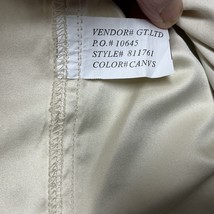 VENDOR# GT.LTD
P.O.# 10645
STYLE# 811761
COLOR# CANVS